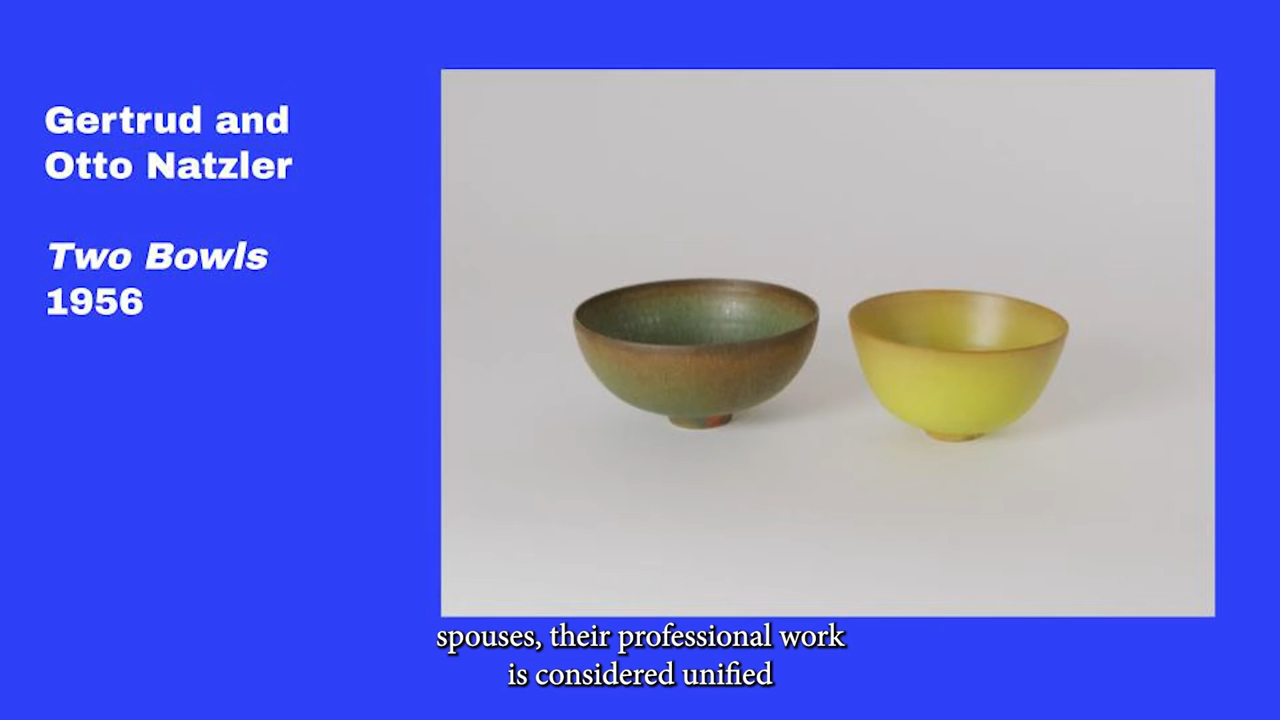 Gertrud and
Otto Natzler
Two Bowls
1956
spouses, their professional work
is considered unified